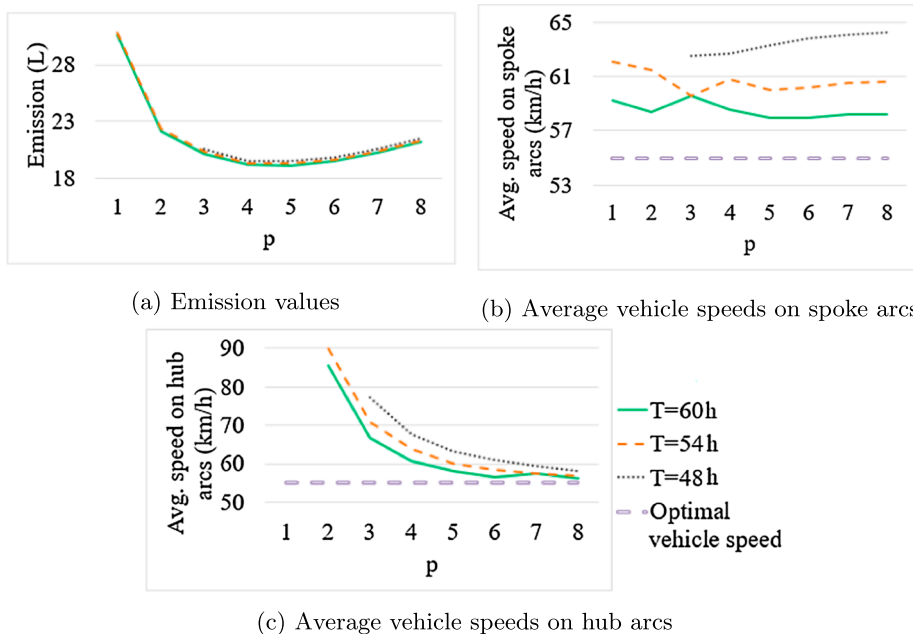 28
23
18
Emission (L)
1 2 3 4 5 6 7 8
p
(a) Emission values
65
61
57
53
Avg. speed on spoke
arcs (km/h)
1 2 3 4 5 6 7 8
p
(b) Average vehicle speeds on spoke arcs
90
80
70
60
50
Avg. speed on hub
arcs (km/h)
1 2 3 4 5 6 7 8
p
T=60h
T=54h
T=48h
Optimal
vehicle speed
(c) Average vehicle speeds on hub arcs